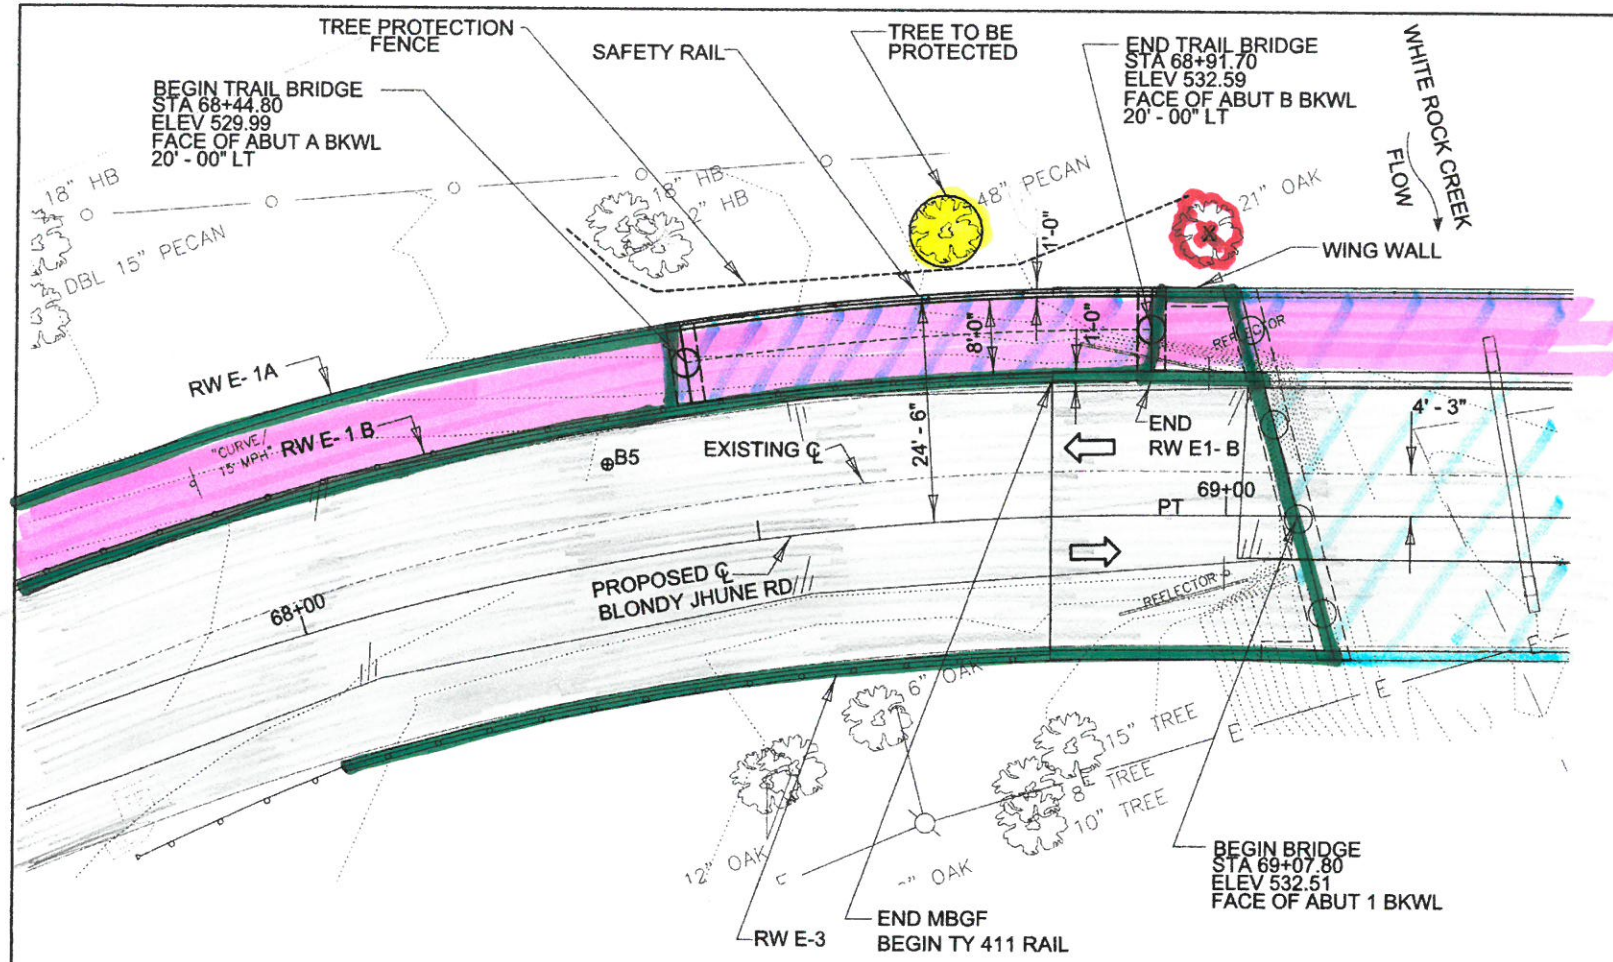 TREE PROTECTION
FENCE
SAFETY RAIL
TREE TO BE
PROTECTED
END TRAIL BRIDGE
STA 68+91.70
ELEV 532.59
FACE OF ABUT B BKWL
20' - 00" LT
WHITE ROCK CREEK
FLOW
BEGIN TRAIL BRIDGE
STA 68+44.80
ELEV 529.99
FACE OF ABUT A BKWL
20' - 00" LT
18" HB
DBL 15" PECAN
18" HB
2" HB
48" PECAN
21" OAK
1'-0"
WING WALL
X
RW E- 1A
8'-0"
1'-0"
REFLECTOR
"CURVE/
15 MPH"
RW E- 1 B
B5
EXISTING CL
24' - 6"
END
RW E1- B
4' - 3"
69+00
PT
68+00
PROPOSED CL
BLONDY JHUNE RD
REFLECTOR
6" OAK
15" TREE
8" TREE
10" TREE
E
E
E
12" OAK
" OAK
BEGIN BRIDGE
STA 69+07.80
ELEV 532.51
FACE OF ABUT 1 BKWL
RW E-3
END MBGF
BEGIN TY 411 RAIL